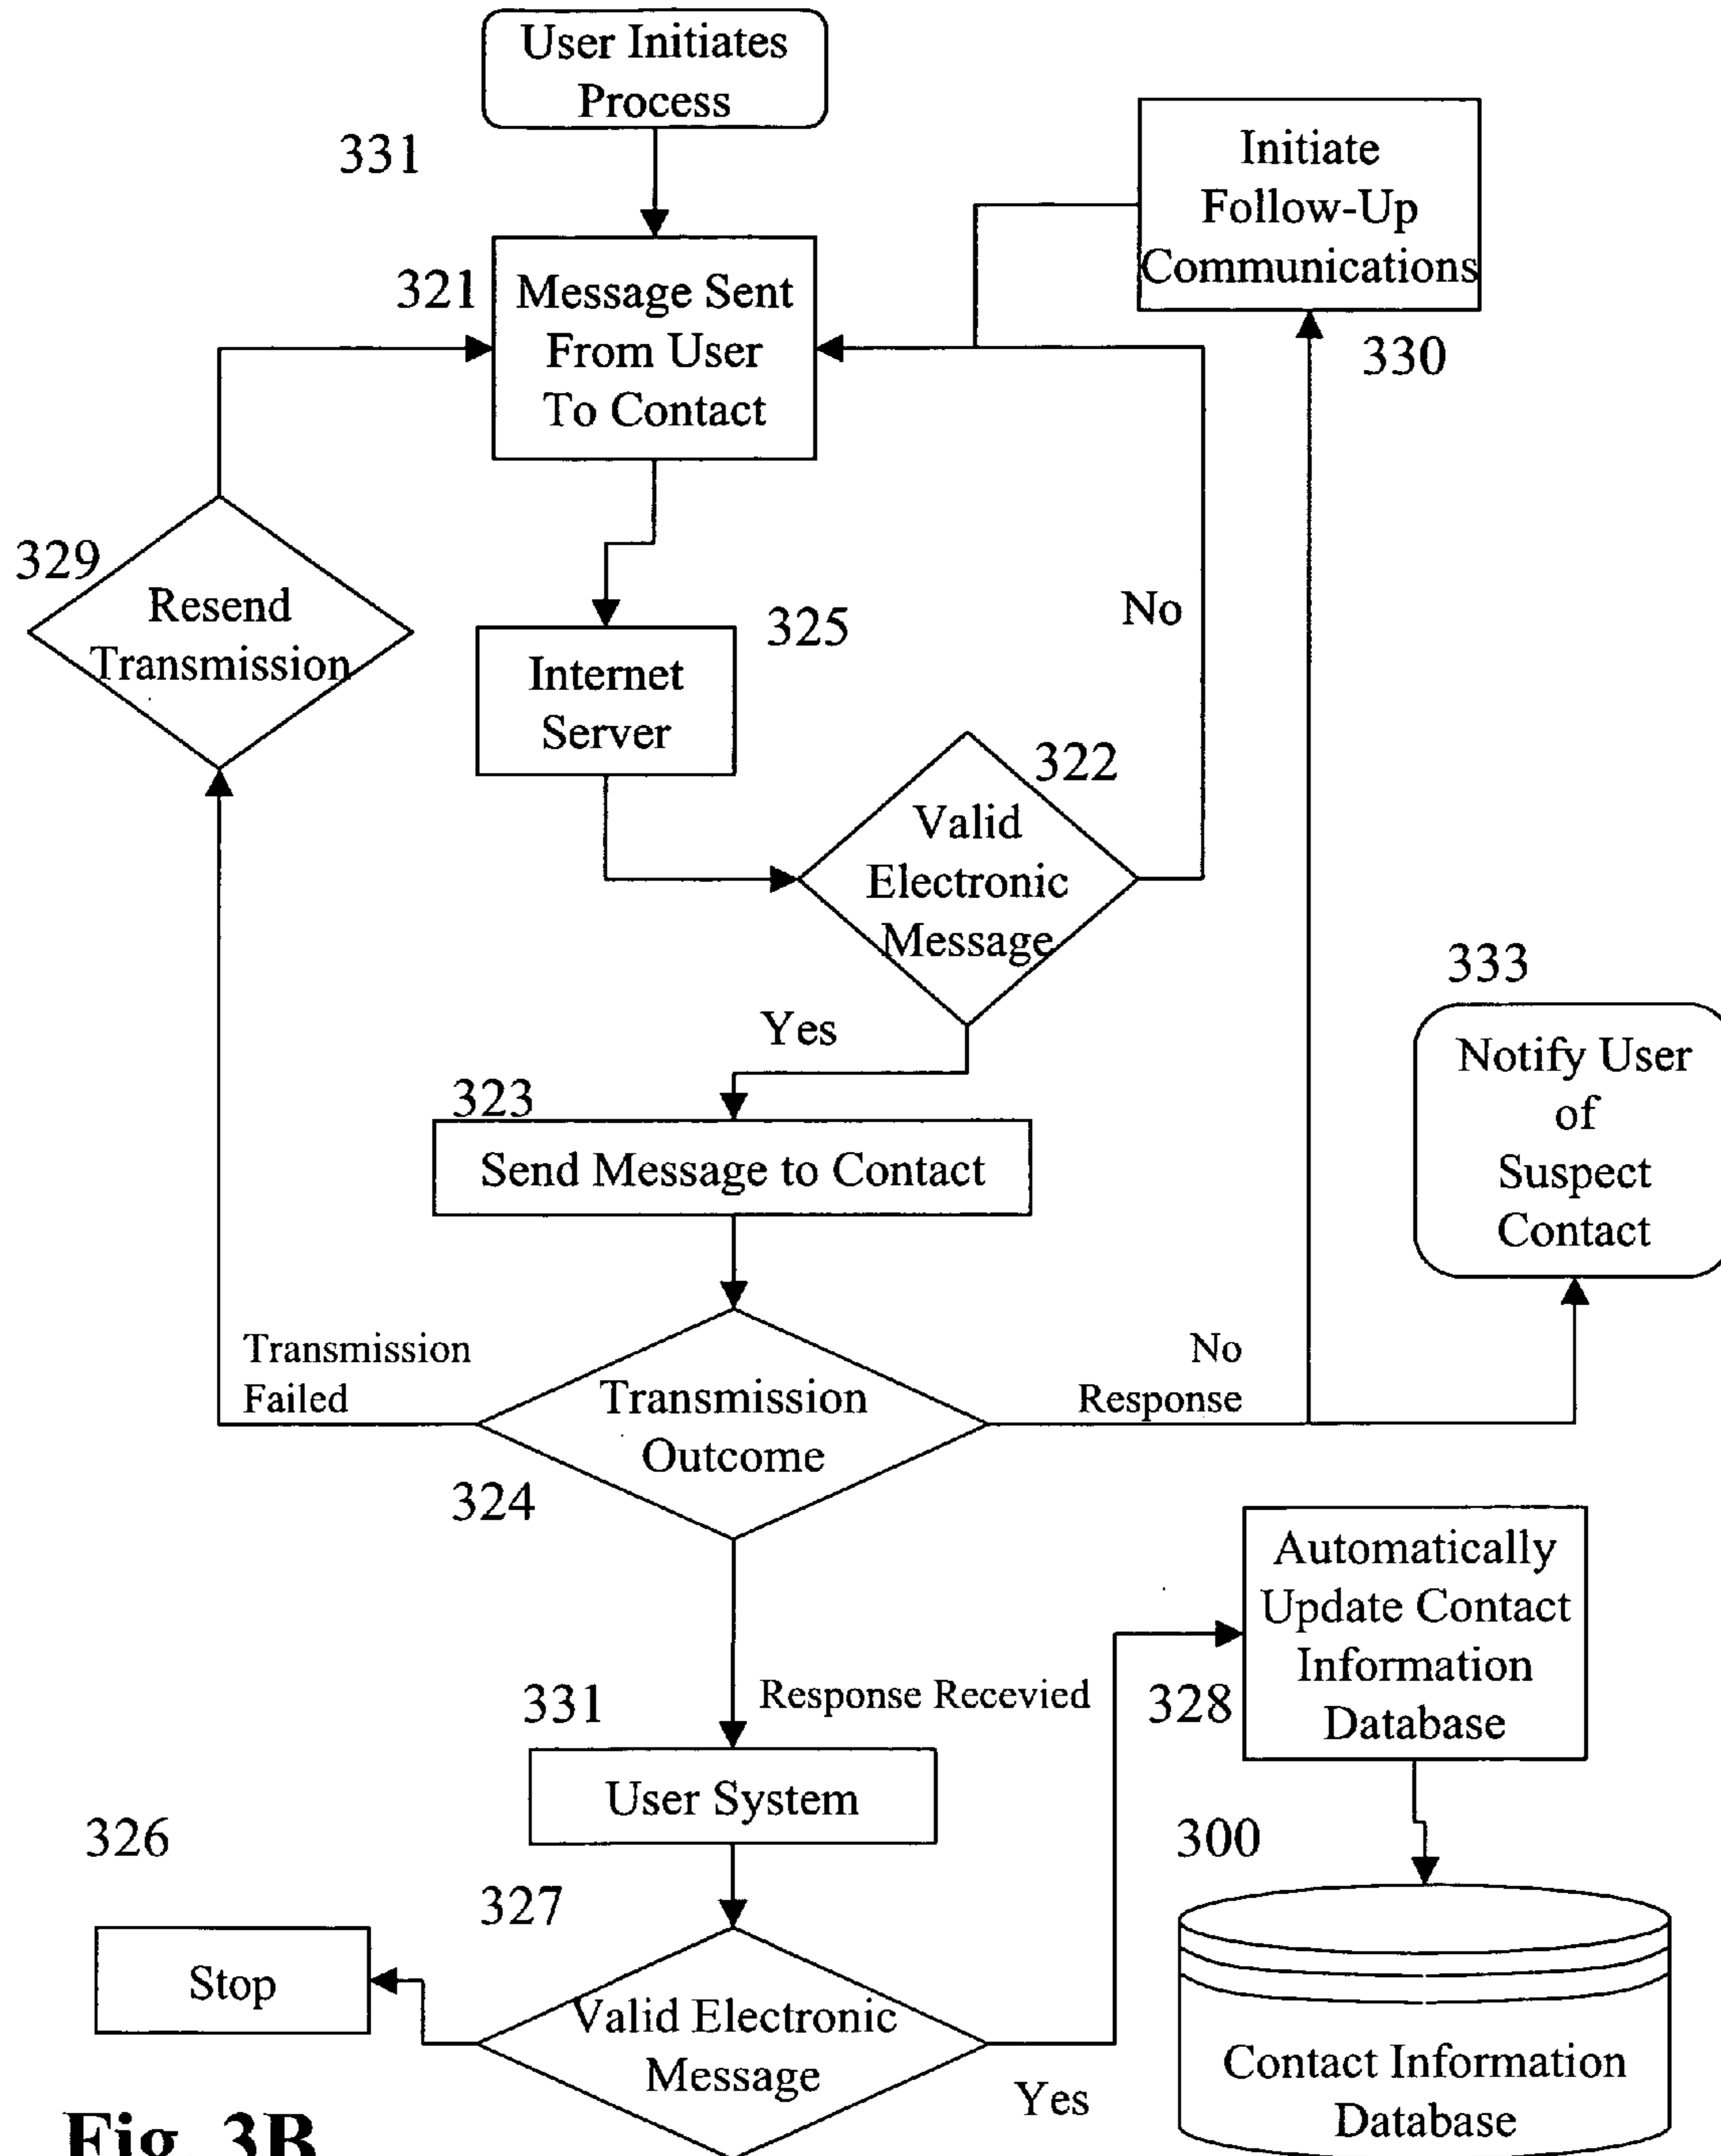 User Initiates
Process
331
Initiate
Follow-Up
Communications
330
321
Message Sent
From User
To Contact
329
Resend
Transmission
325
Internet
Server
No
322
Valid
Electronic
Message
Yes
333
Notify User
of
Suspect
Contact
323
Send Message to Contact
Transmission
Failed
Transmission
Outcome
324
No
Response
Response Recevied
331
User System
328
Automatically
Update Contact
Information
Database
326
Stop
327
Valid Electronic
Message
Yes
300
Contact Information
Database
Fig. 3B